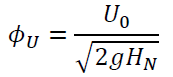 ϕ_U = U_0 / √(2gH_N)